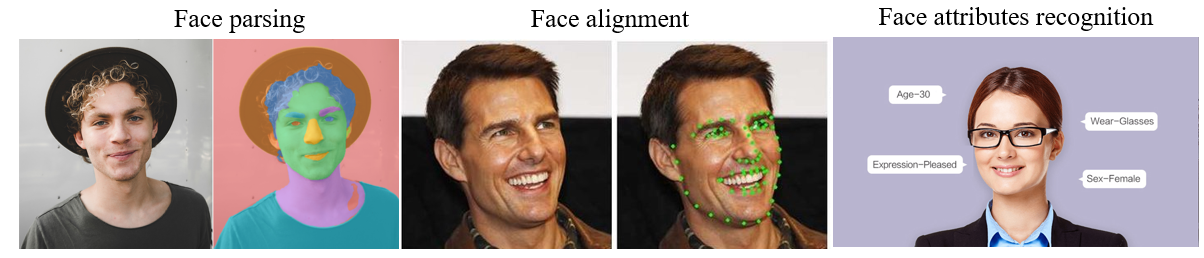 Face parsing
Face alignment
Face attributes recognition
Age-30
Wear-Glasses
Expression-Pleased
Sex-Female